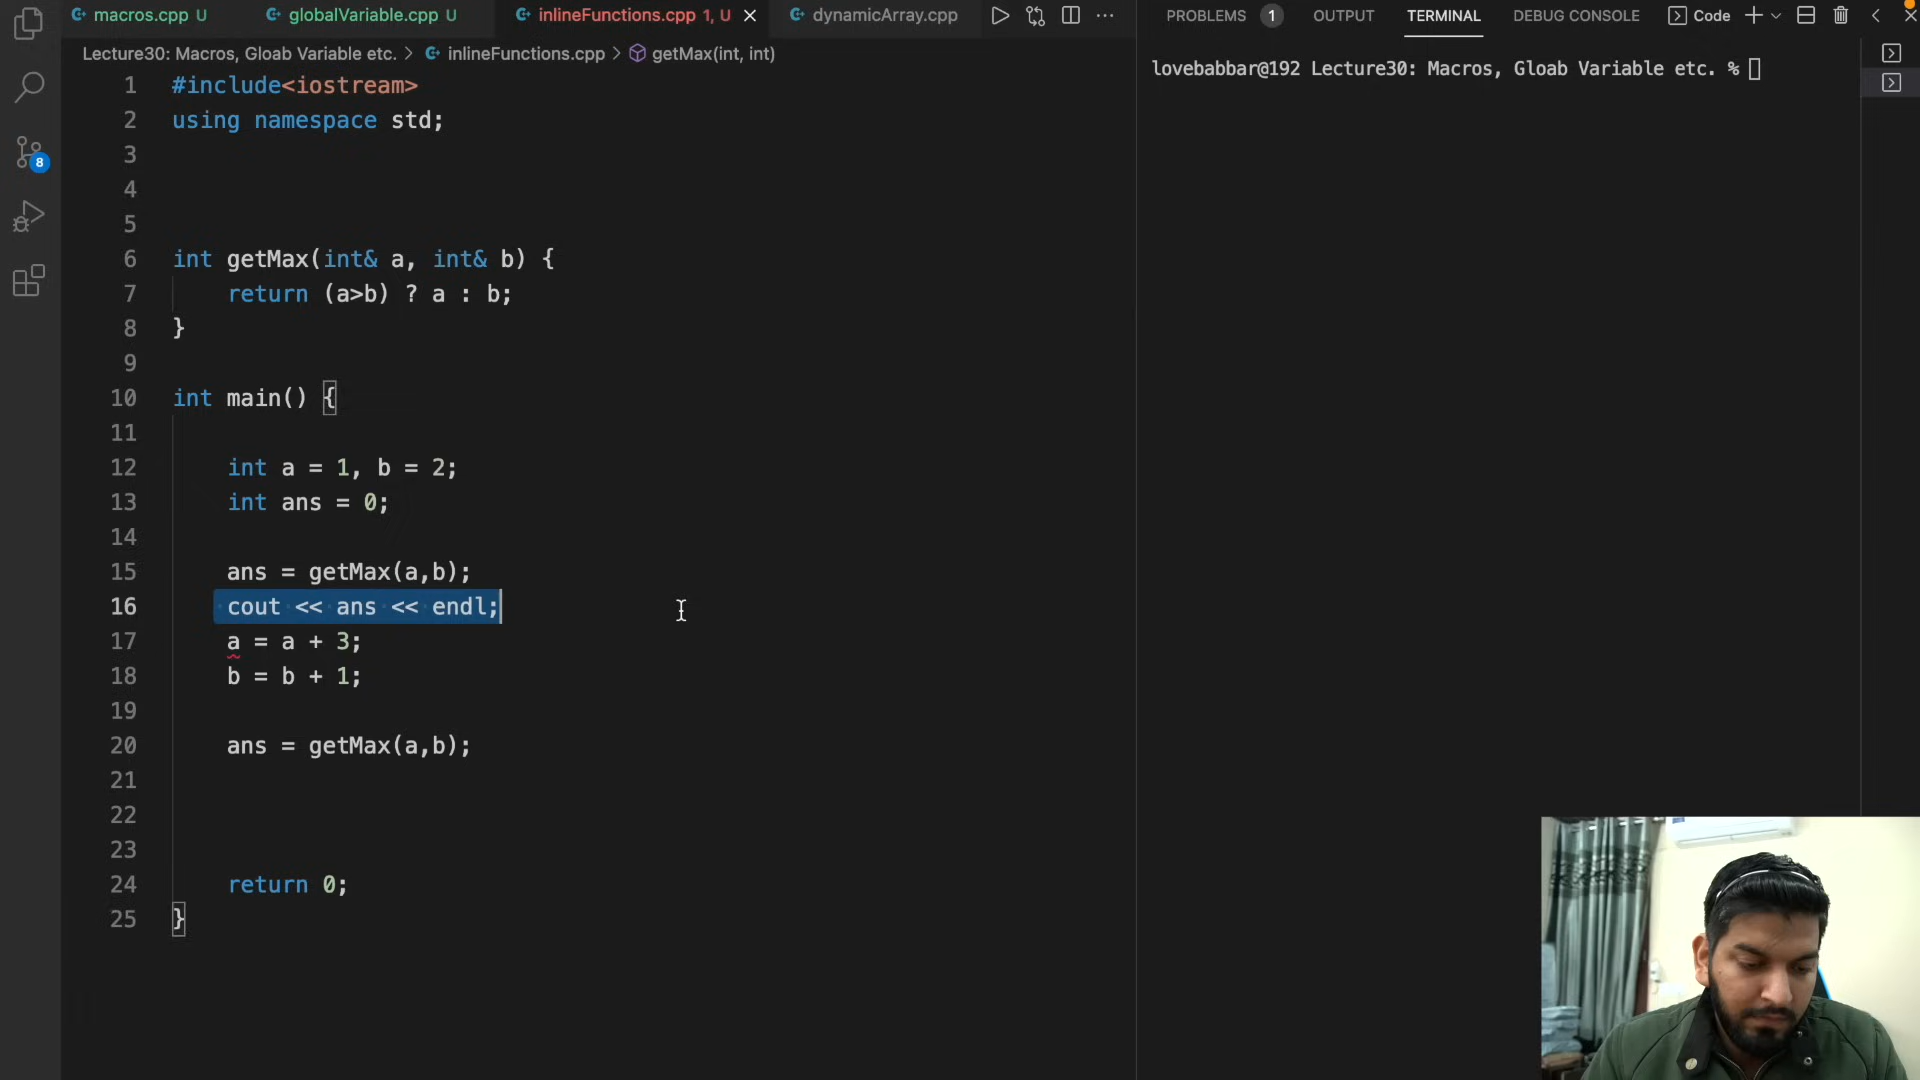 macros.cpp U globalVariable.cpp U inlineFunctions.cpp 1, U dynamicArray.cpp
PROBLEMS 1 OUTPUT TERMINAL DEBUG CONSOLE Code
Lecture30: Macros, Gloab Variable etc. > inlineFunctions.cpp > getMax(int, int)
lovebabbar@192 Lecture30: Macros, Gloab Variable etc. %
8
1 #include<iostream>
2 using namespace std;
3
4
5
6 int getMax(int& a, int& b) {
7 return (a>b) ? a : b;
8 }
9
10 int main() {
11
12 int a = 1, b = 2;
13 int ans = 0;
14
15 ans = getMax(a,b);
16 cout << ans << endl;
17 a = a + 3;
18 b = b + 1;
19
20 ans = getMax(a,b);
21
22
23
24 return 0;
25 }